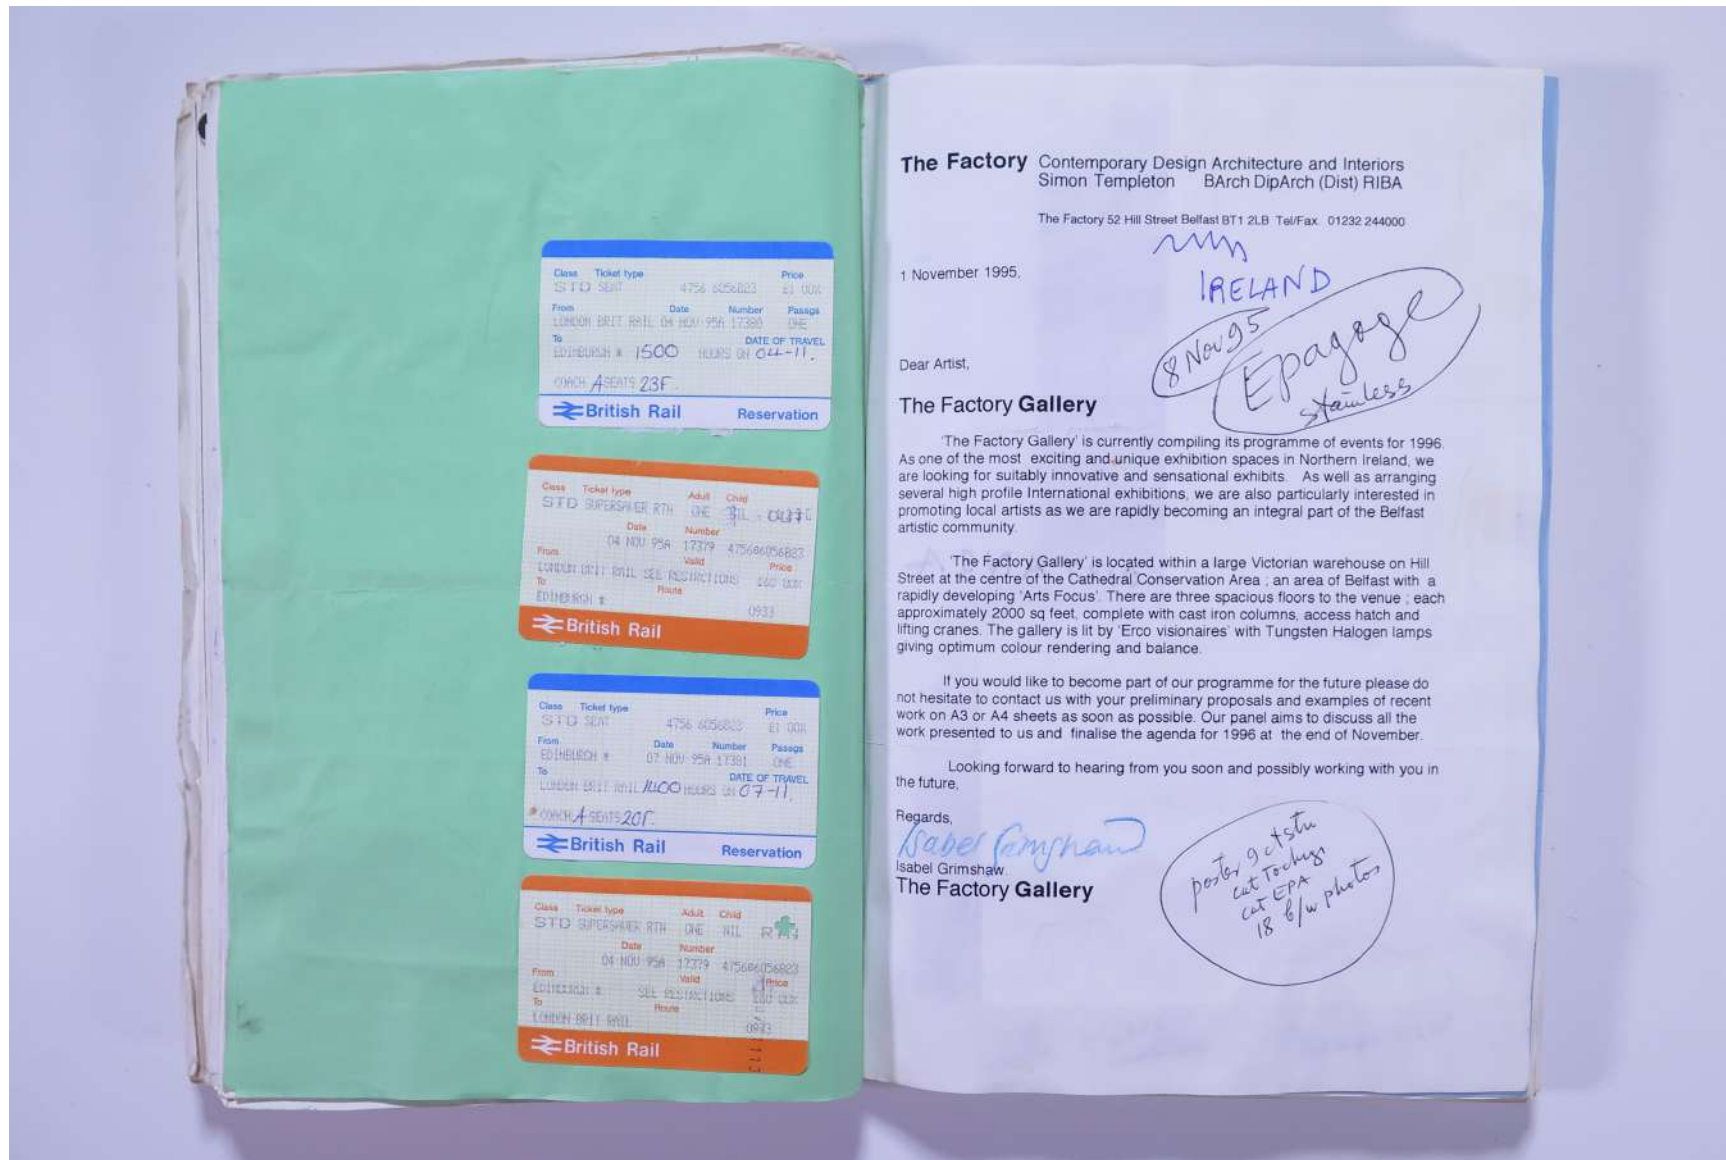 Class Ticket type Price
STD SEAT 4756 6056823 £1 00X
From Date Number Passgs
LONDON BRIT RAIL 04 NOV 95A 17380 ONE
To DATE OF TRAVEL
EDINBURGH * 1500 HOURS ON 04-11.
COACH A SEATS 23F.
British Rail Reservation
Class Ticket type Adult Child
STD SUPERSAVER RTN ONE NIL
Date Number
04 NOV 95A 17379 47566056823
From Valid Price
LONDON BRIT RAIL SEE RESTRICTIONS £60 00X
To Route
EDINBURGH * 0933
British Rail
Class Ticket type Price
STD SEAT 4756 6056823 £1 00X
From Date Number Passgs
EDINBURGH * 07 NOV 95A 17381 ONE
To DATE OF TRAVEL
LONDON BRIT RAIL 1400 HOURS ON 07-11.
* COACH A SEATS 20F.
British Rail Reservation
Class Ticket type Adult Child
STD SUPERSAVER RTN ONE NIL
Date Number
04 NOV 95A 17379 47566056823
From Valid Price
EDINBURGH * SEE RESTRICTIONS £60 00X
To Route
LONDON BRIT RAIL 0933
British Rail
The Factory Contemporary Design Architecture and Interiors
Simon Templeton BArch DipArch (Dist) RIBA
The Factory 52 Hill Street Belfast BT1 2LB Tel/Fax. 01232 244000
1 November 1995.
IRELAND
8 Nov 95
Epagoge
stainless
Dear Artist,
The Factory Gallery
'The Factory Gallery' is currently compiling its programme of events for 1996.
As one of the most exciting and unique exhibition spaces in Northern Ireland, we
are looking for suitably innovative and sensational exhibits. As well as arranging
several high profile International exhibitions, we are also particularly interested in
promoting local artists as we are rapidly becoming an integral part of the Belfast
artistic community.
'The Factory Gallery' is located within a large Victorian warehouse on Hill
Street at the centre of the Cathedral Conservation Area ; an area of Belfast with a
rapidly developing 'Arts Focus'. There are three spacious floors to the venue ; each
approximately 2000 sq feet, complete with cast iron columns, access hatch and
lifting cranes. The gallery is lit by 'Erco visionaires' with Tungsten Halogen lamps
giving optimum colour rendering and balance.
If you would like to become part of our programme for the future please do
not hesitate to contact us with your preliminary proposals and examples of recent
work on A3 or A4 sheets as soon as possible. Our panel aims to discuss all the
work presented to us and finalise the agenda for 1996 at the end of November.
Looking forward to hearing from you soon and possibly working with you in
the future,
Regards,
Isabel Grimshaw
Isabel Grimshaw.
The Factory Gallery
poster 9
cat
cat EPA
18 b/w photos